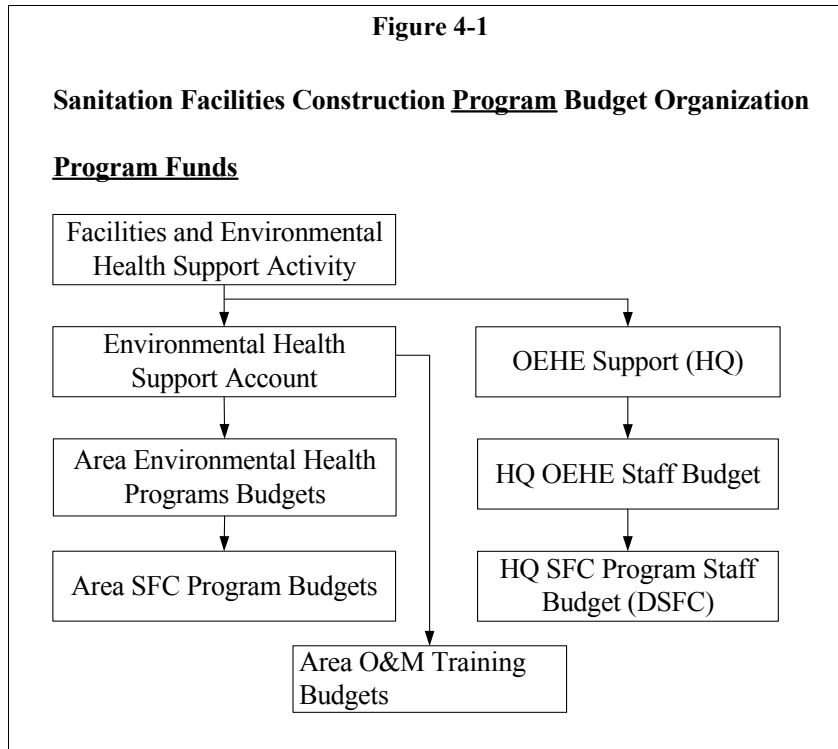 Figure 4-1
Sanitation Facilities Construction Program Budget Organization
Program Funds
Facilities and Environmental
Health Support Activity
Environmental Health
Support Account
OEHE Support (HQ)
Area Environmental Health
Programs Budgets
HQ OEHE Staff Budget
Area SFC Program Budgets
HQ SFC Program Staff
Budget (DSFC)
Area O&M Training
Budgets